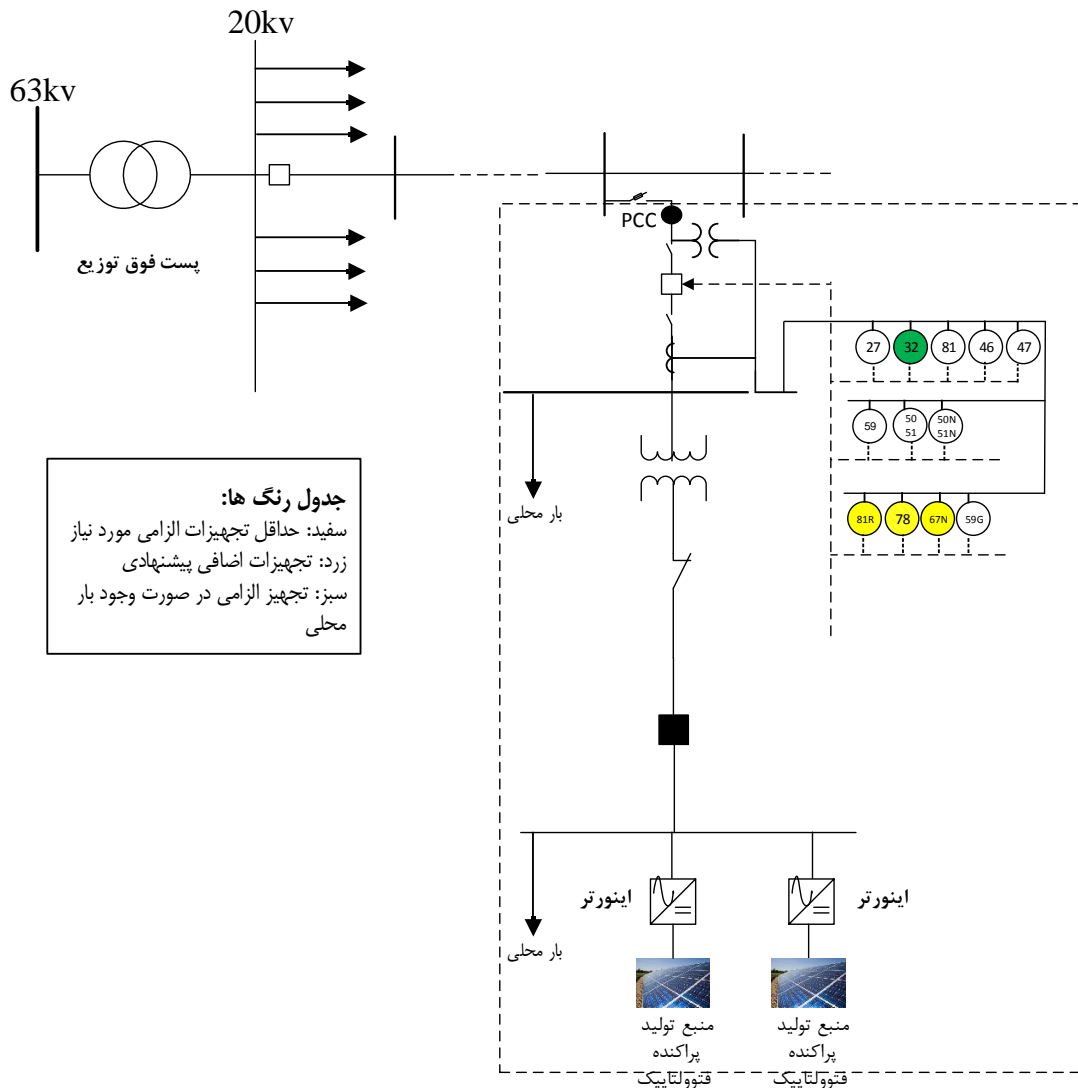 20kv
63kv
پست فوق توزیع
PCC
27
32
81
46
47
59
50
51
50N
51N
81R
78
67N
59G
بار محلی
جدول رنگ ها:
سفید: حداقل تجهیزات الزامی مورد نیاز
زرد: تجهیزات اضافی پیشنهادی
سبز: تجهیز الزامی در صورت وجود بار
محلی
اینورتر
اینورتر
بار محلی
منبع تولید
پراکنده
فتوولتاییک
منبع تولید
پراکنده
فتوولتاییک